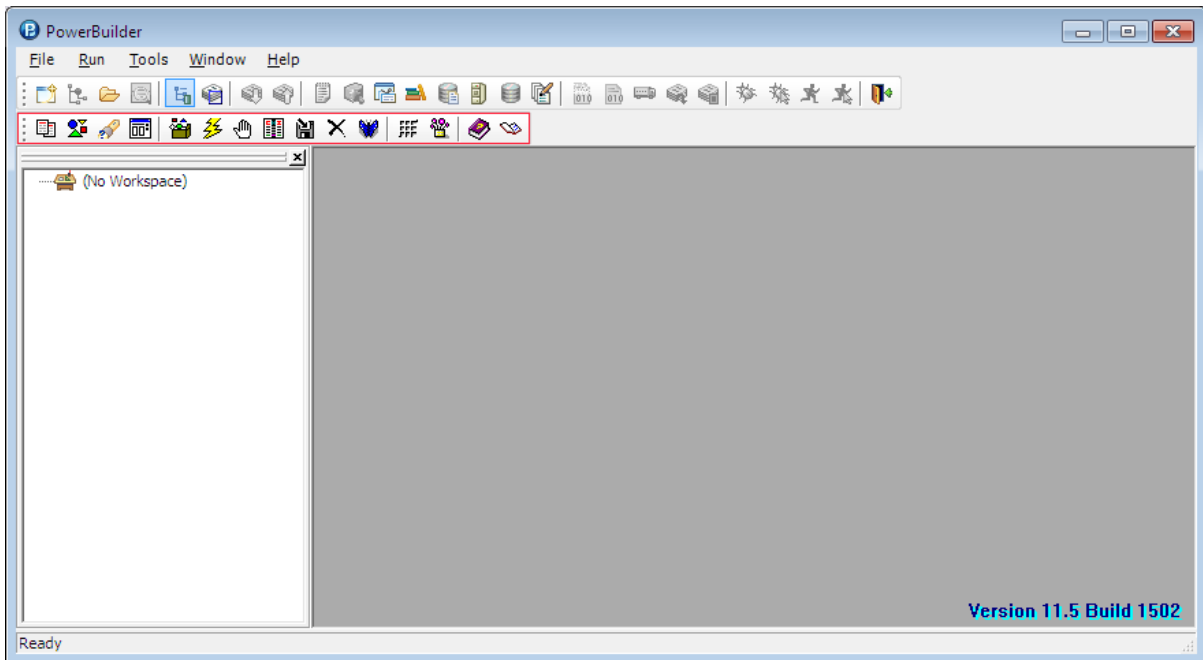 PowerBuilder
File Run Tools Window Help
(No Workspace)
Version 11.5 Build 1502
Ready